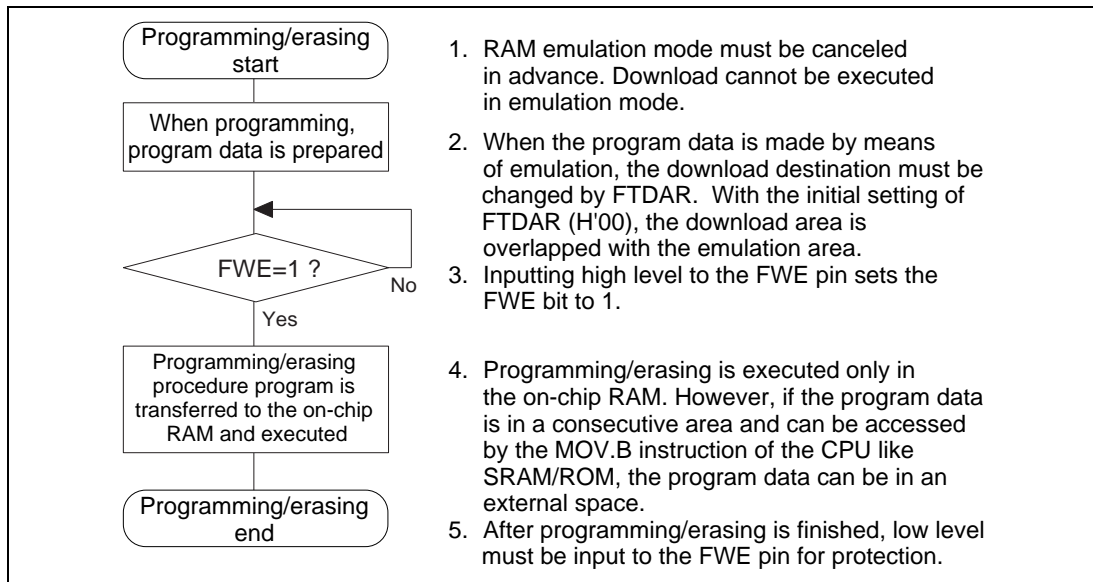 Programming/erasing
start
When programming,
program data is prepared
FWE=1 ?
No
Yes
Programming/erasing
procedure program is
transferred to the on-chip
RAM and executed
Programming/erasing
end
1. RAM emulation mode must be canceled
in advance. Download cannot be executed
in emulation mode.
2. When the program data is made by means
of emulation, the download destination must be
changed by FTDAR. With the initial setting of
FTDAR (H'00), the download area is
overlapped with the emulation area.
3. Inputting high level to the FWE pin sets the
FWE bit to 1.
4. Programming/erasing is executed only in
the on-chip RAM. However, if the program data
is in a consecutive area and can be accessed
by the MOV.B instruction of the CPU like
SRAM/ROM, the program data can be in an
external space.
5. After programming/erasing is finished, low level
must be input to the FWE pin for protection.